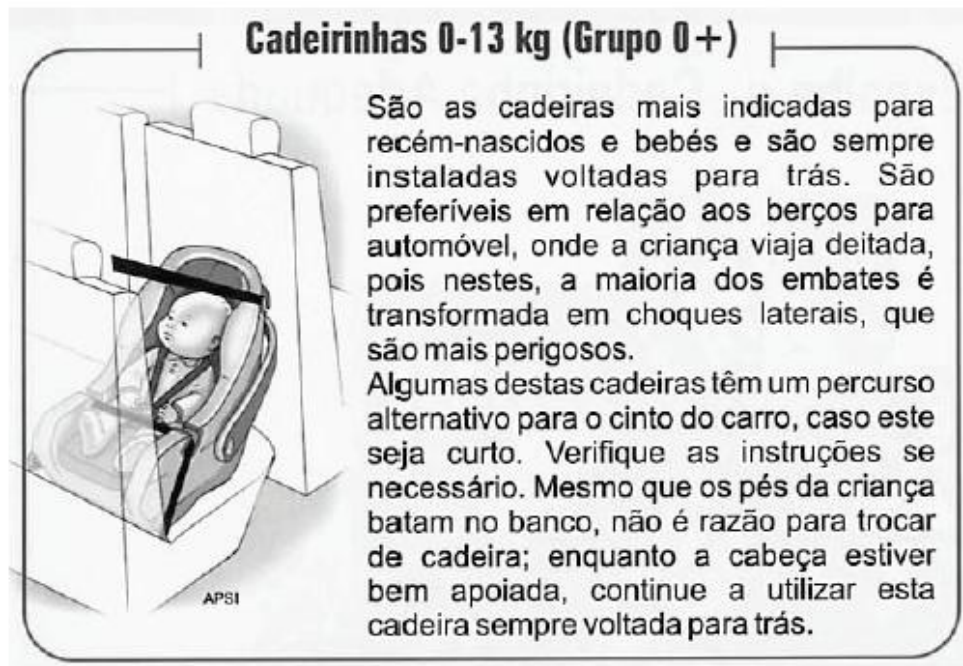 Cadeirinhas 0-13 kg (Grupo 0+)
São as cadeiras mais indicadas para
recém-nascidos e bebés e são sempre
instaladas voltadas para trás. São
preferíveis em relação aos berços para
automóvel, onde a criança viaja deitada,
pois nestes, a maioria dos embates é
transformada em choques laterais, que
são mais perigosos.
Algumas destas cadeiras têm um percurso
alternativo para o cinto do carro, caso este
seja curto. Verifique as instruções se
necessário. Mesmo que os pés da criança
batam no banco, não é razão para trocar
de cadeira; enquanto a cabeça estiver
bem apoiada, continue a utilizar esta
cadeira sempre voltada para trás.
APSI